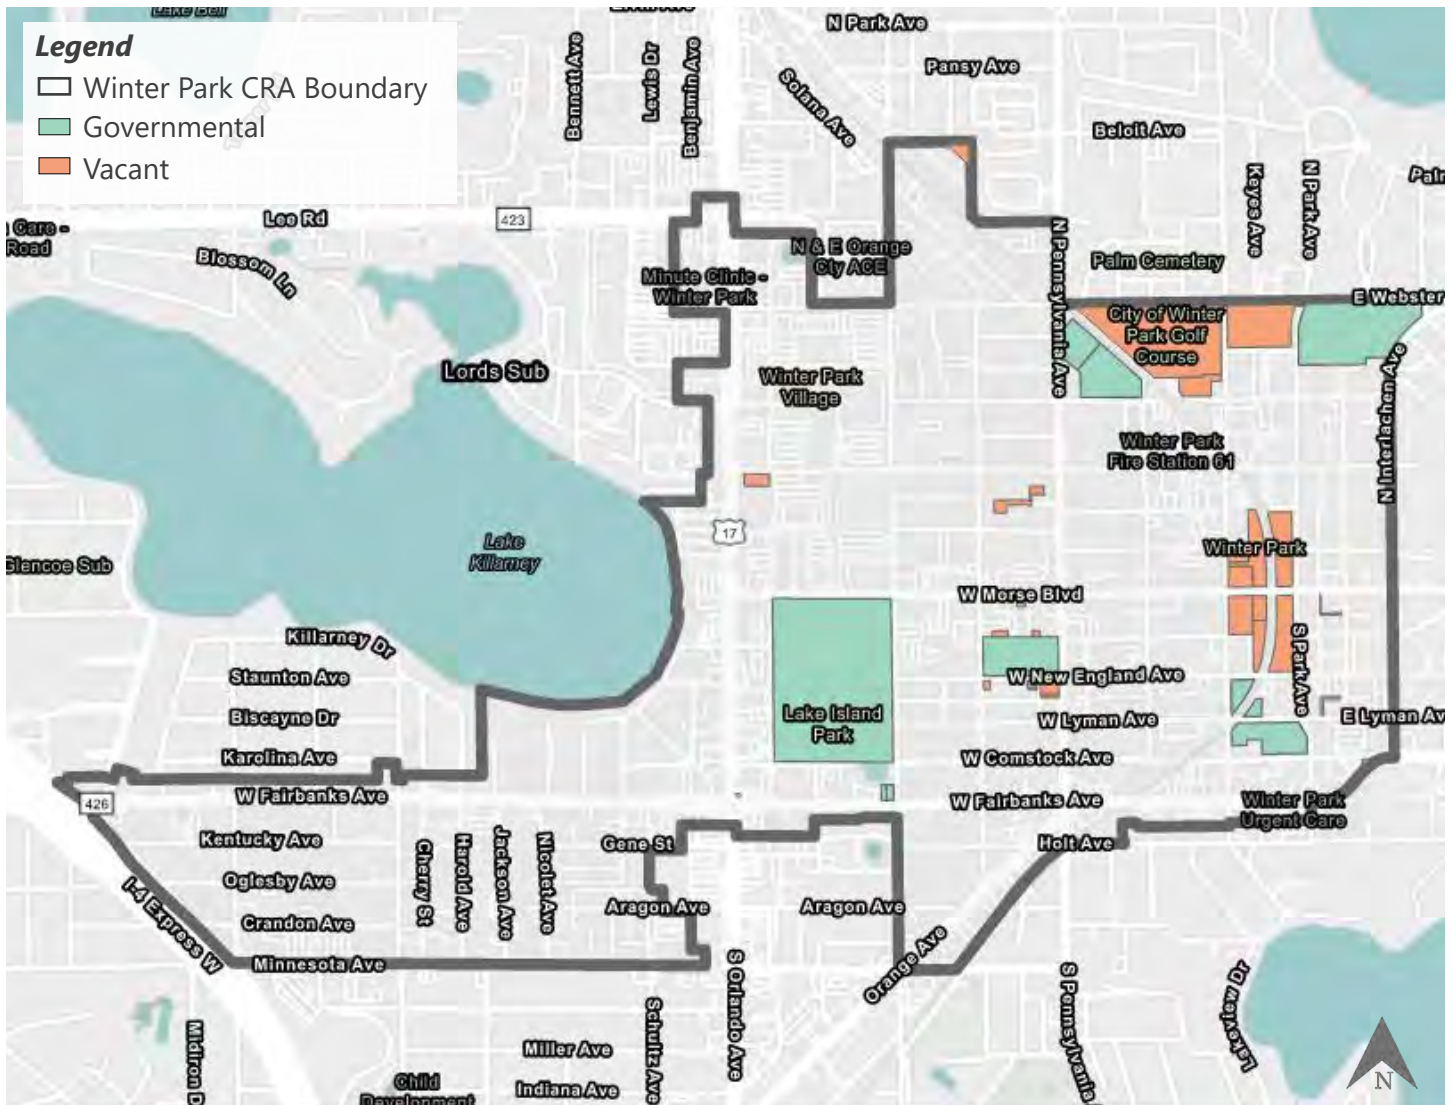 Lake Bell
Legend
Winter Park CRA Boundary
Governmental
Vacant
Bennett Ave
Lewis Dr
Benjamin Ave
Solana Ave
N Park Ave
Pansy Ave
Beloit Ave
Keyes Ave
N Park Ave
Lee Rd
423
Care -
Road
Blossom Ln
Minute Clinic -
Winter Park
N & E Orange
Cty ACE
N Pennsylvania Ave
Palm Cemetery
E Webster
City of Winter
Park Golf
Course
Lords Sub
Winter Park
Village
N Interlachen Ave
Winter Park
Fire Station 61
17
Lake
Killarney
Glencoe Sub
Winter Park
W Morse Blvd
Killarney Dr
Staunton Ave
Biscayne Dr
Karolina Ave
W Fairbanks Ave
426
Lake Island
Park
W New England Ave
W Lyman Ave
S Park Ave
E Lyman Av
W Comstock Ave
W Fairbanks Ave
Winter Park
Urgent Care
Kentucky Ave
Oglesby Ave
Crandon Ave
Minnesota Ave
I-4 Express W
Cherry St
Harold Ave
Jackson Ave
Nicolet Ave
Gene St
Aragon Ave
Aragon Ave
Holt Ave
Orange Ave
S Orlando Ave
Schultz Ave
S Pennsylvania
Lakeview Dr
Midiron D
Miller Ave
Indiana Ave
Child
Development
N